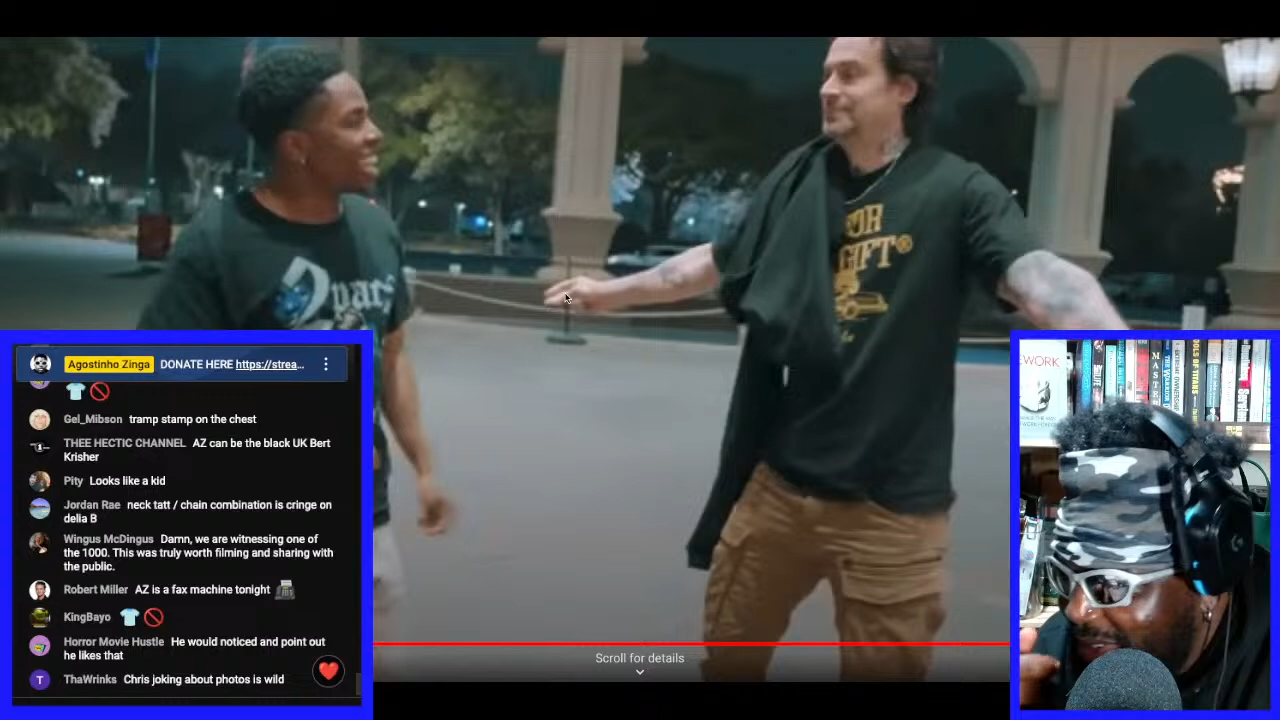 OR
GIFT®
Agostinho Zinga DONATE HERE https://strea...
Gel_Mibson tramp stamp on the chest
THEE HECTIC CHANNEL AZ can be the black UK Bert
Krisher
Pity Looks like a kid
Jordan Rae neck tatt / chain combination is cringe on
delia B
Wingus McDingus Damn, we are witnessing one of
the 1000. This was truly worth filming and sharing with
the public.
Robert Miller AZ is a fax machine tonight
KingBayo
Horror Movie Hustle He would noticed and point out
he likes that
T ThaWrinks Chris joking about photos is wild
Scroll for details
WORK